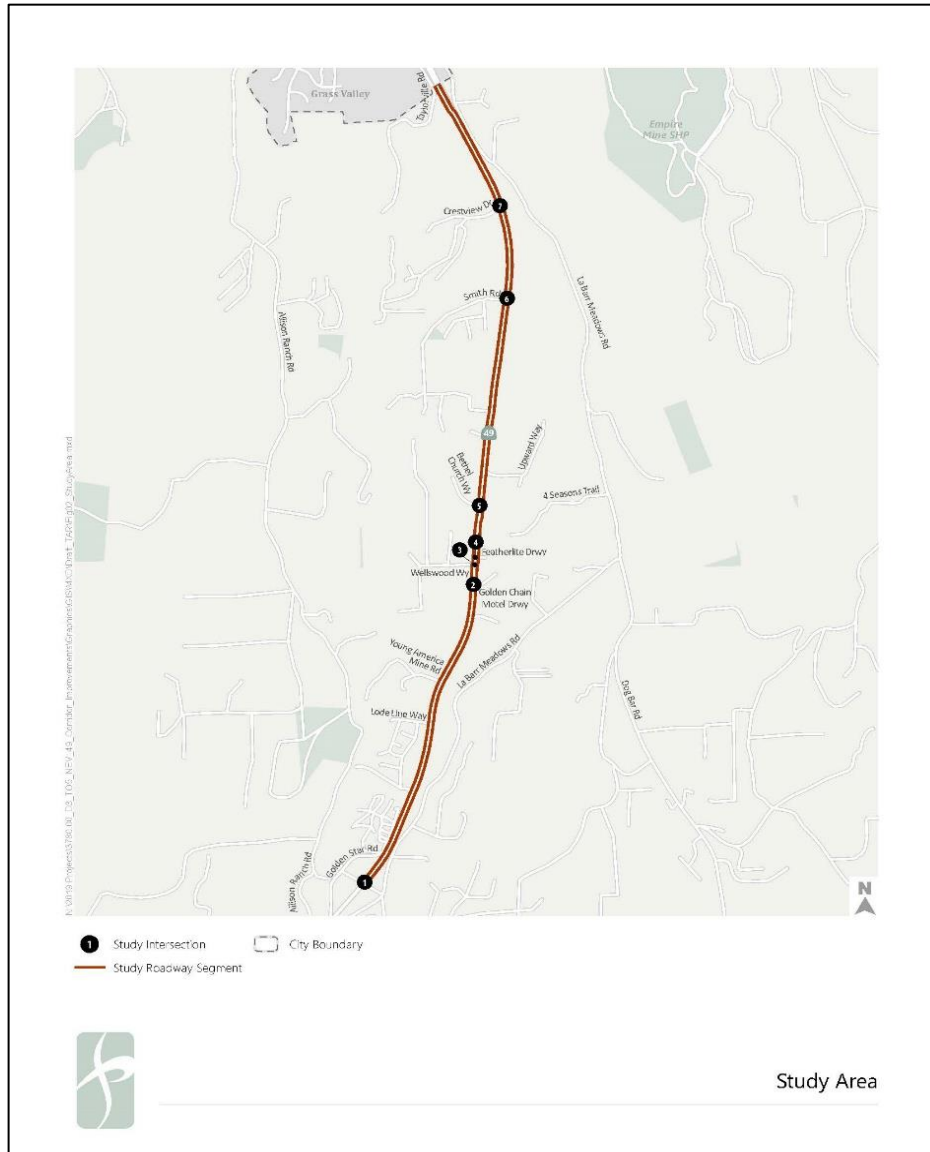 Grass Valley
Taylorville Rd
Empire
Mine SHP
Crestview Dr
7
Smith Rd
6
La Barr Meadows Rd
Allison Ranch Rd
49
Bethel
Church Wy
Upward Way
4 Seasons Trail
5
4
3
Featherlite Drwy
Wellswood Wy
2
Golden Chain
Motel Drwy
Young America
Mine Rd
La Barr Meadows Rd
Dog Bar Rd
Lode Line Way
Golden Star Rd
Allison Ranch Rd
1
N
1 Study Intersection
City Boundary
Study Roadway Segment
Study Area